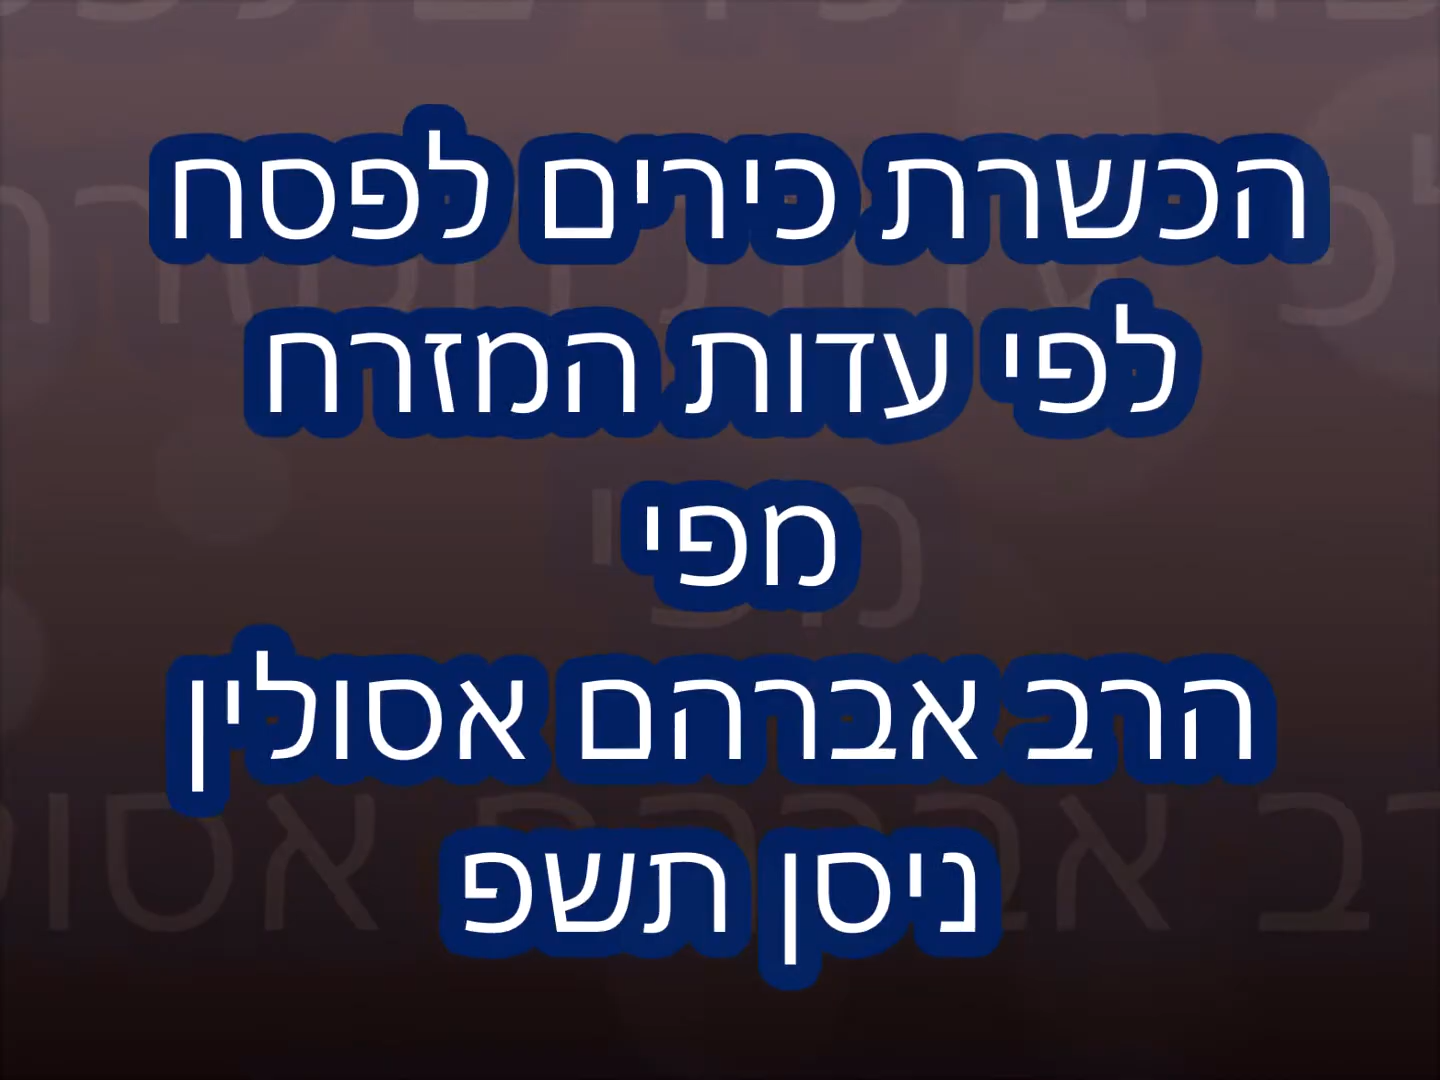 הכשרת כירים לפסח
לפי עדות המזרח
מפי
הרב אברהם אסולין
ניסן תשפ